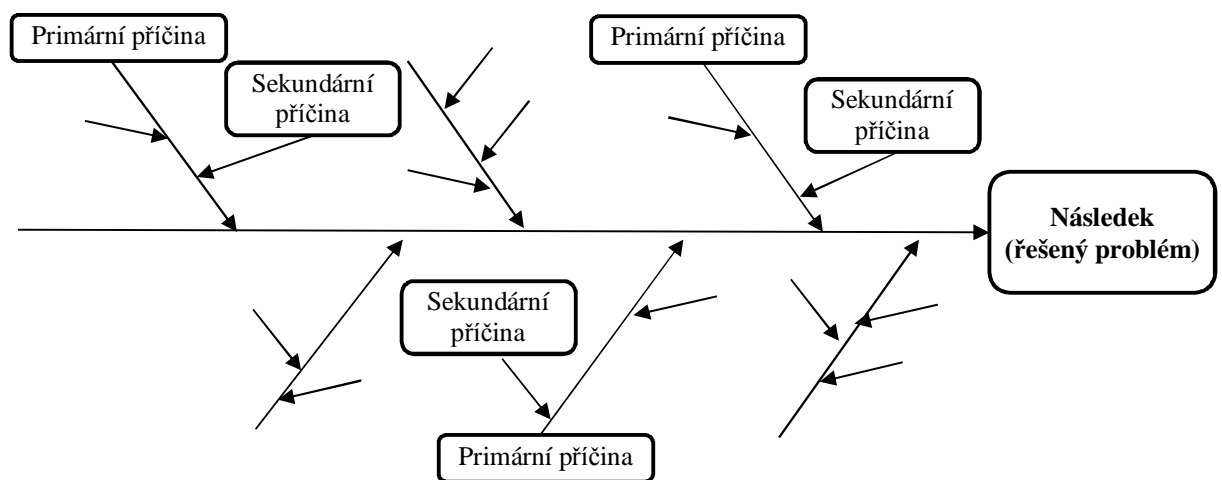 Primární příčina
Primární příčina
Sekundární
příčina
Sekundární
příčina
Následek
(řešený problém)
Sekundární
příčina
Primární příčina